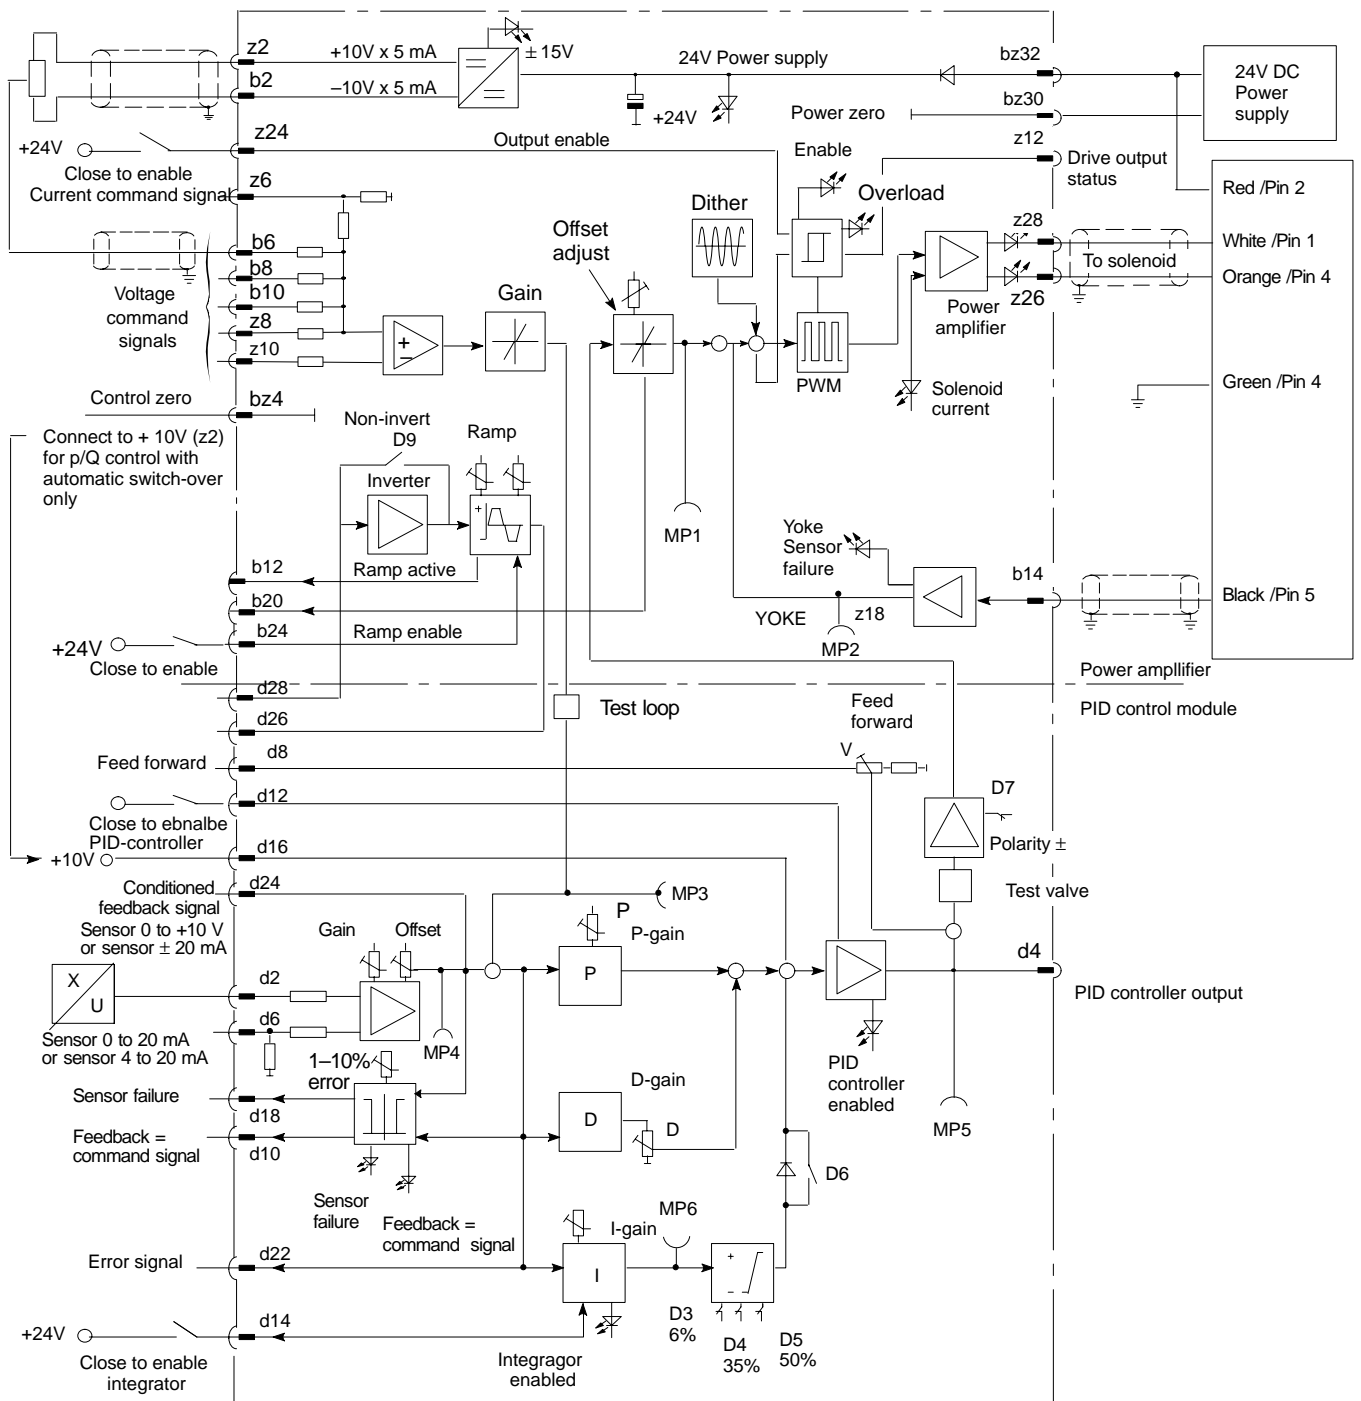 z2
+10V x 5 mA
± 15V
b2
–10V x 5 mA
+24V
24V Power supply
bz32
24V DC
Power
supply
bz30
Power zero
z12
Drive output
status
z24
+24V
Close to enable
Output enable
Enable
Overload
Current command signal
z6
Dither
Offset
adjust
Red /Pin 2
z28
White /Pin 1
To solenoid
Orange /Pin 4
z26
b6
b8
b10
z8
z10
Voltage
command
signals
Gain
+
–
Power
amplifier
PWM
Solenoid
current
Green /Pin 4
Control zero
bz4
Connect to + 10V (z2)
for p/Q control with
automatic switch-over
only
Non-invert
D9
Ramp
Inverter
+
MP1
Yoke
Sensor
failure
b12
Ramp active
b14
Black /Pin 5
b20
YOKE
z18
MP2
b24
+24V
Ramp enable
Close to enable
Power ampllifier
d28
PID control module
Test loop
Feed
forward
d26
d8
Feed forward
V
d12
D7
Close to ebnalbe
PID-controller
Polarity ±
+10V
d16
Test valve
d24
Conditioned
feedback signal
MP3
Sensor 0 to +10 V
or sensor ± 20 mA
Gain
Offset
P
P-gain
P
d4
PID controller output
X
U
d2
d6
Sensor 0 to 20 mA
or sensor 4 to 20 mA
MP4
1–10%
error
PID
controller
enabled
D-gain
Sensor failure
d18
D
D
MP5
Feedback =
command signal
d10
D6
Sensor
failure
Feedback =
command signal
MP6
I-gain
Error signal
d22
I
+
–
–
D3
6%
D4
35%
D5
50%
d14
+24V
Close to enable
integrator
Integragor
enabled